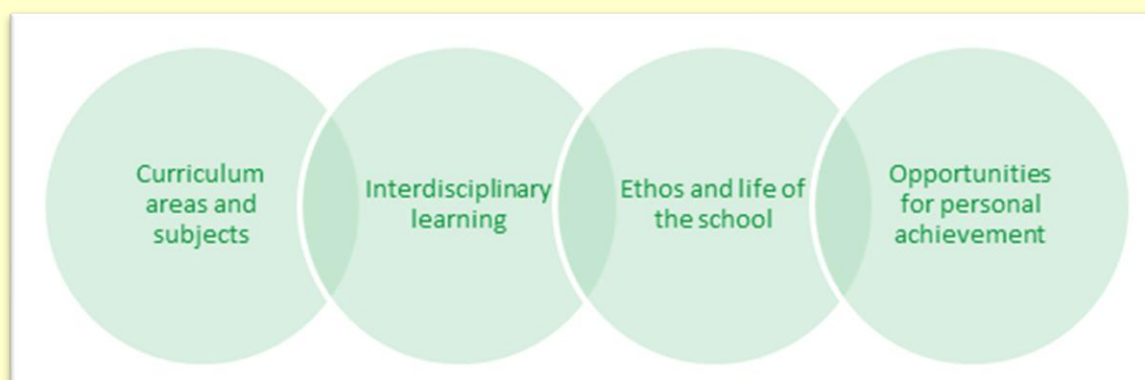 Curriculum
areas and
subjects
Interdisciplinary
learning
Ethos and life of
the school
Opportunities
for personal
achievement